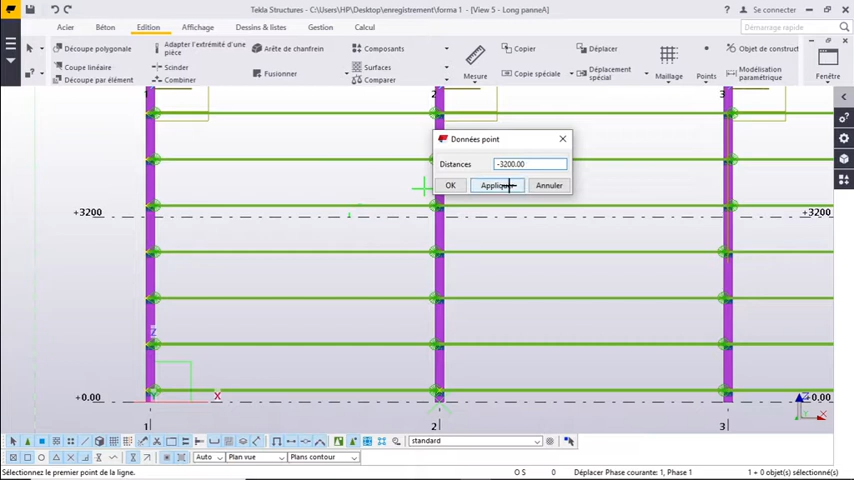 Tekla Structures - C:\Users\HP\Desktop\enregistrement\forma 1 - [View 5 - Long panneA]
Se connecter
Acier Béton Edition Affichage Dessins & listes Gestion Calcul
Recherche rapide
Découpe polygonale
Coupe linéaire
Découpe par élément
Adapter l'extrémité d'une pièce
Scinder
Combiner
Arête de chanfrein
Fusionner
Composants
Surfaces
Comparer
Mesure
Copier
Copie spéciale
Déplacer
Déplacement spécial
Maillage
Points
Objet de construct
Modélisation paramétrique
Fenêtre
1 2 3
Données point
Distances -3200.00
OK Annuler
+3200 +3200
Z
X
+0.00 +0.00
Z
Y
X
1 2 3
standard
Auto Plan vue Plans contour
Sélectionnez le premier point de la ligne.
O S 0 Déplacer Phase courante: 1, Phase 1 1 + 0 objet(s) sélectionné(s)